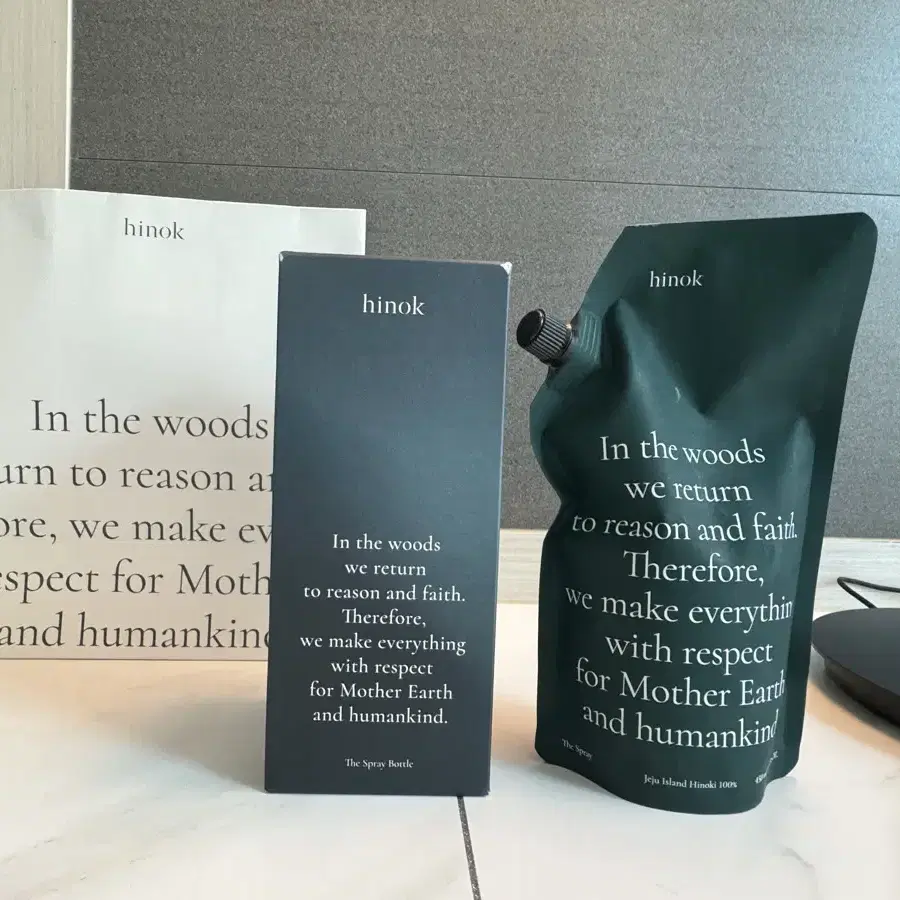 hinok
In the woods
urn to reason
ore, we make
espect for
and humankind
hinok
In the woods
we return
to reason and faith.
Therefore,
we make everything
with respect
for Mother Earth
and humankind.
The Spray Bottle
hinok
In the woods
we return
to reason and faith.
Therefore,
we make everythin
with respect
for Mother Earth
and humankind
The Spray
Jeju Island Hinoki 100%